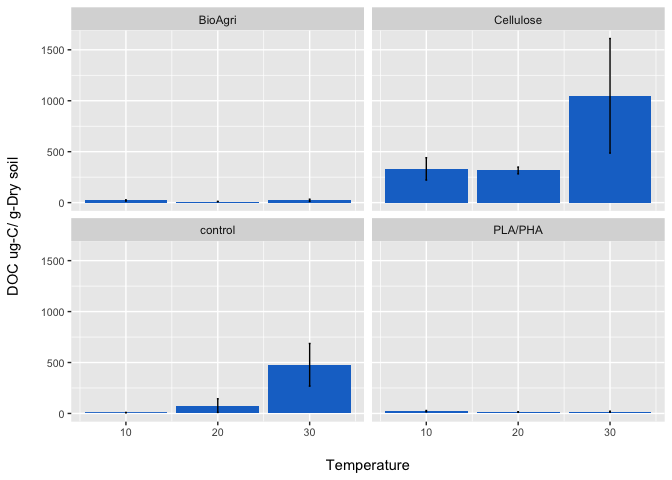 BioAgri
Cellulose
1500
1000
500
0
control
PLA/PHA
1500
1000
500
0
10 20 30
10 20 30
DOC ug-C/ g-Dry soil
Temperature